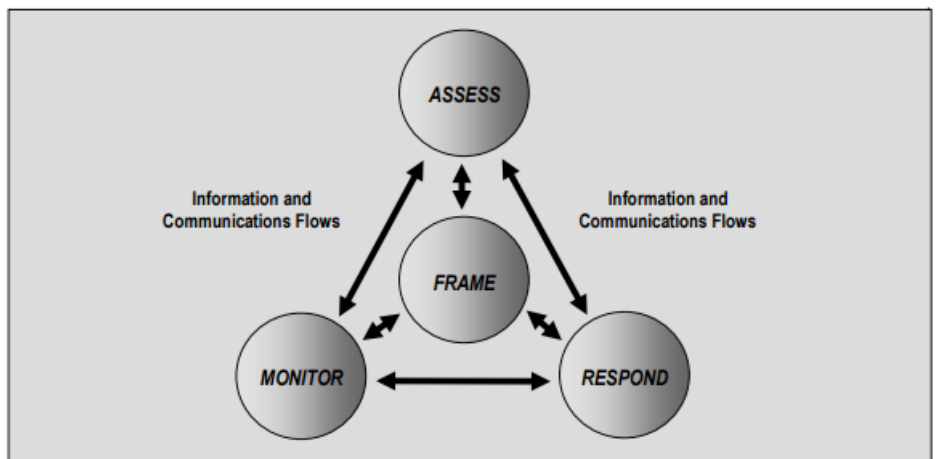 ASSESS
Information and
Communications Flows
Information and
Communications Flows
FRAME
MONITOR
RESPOND